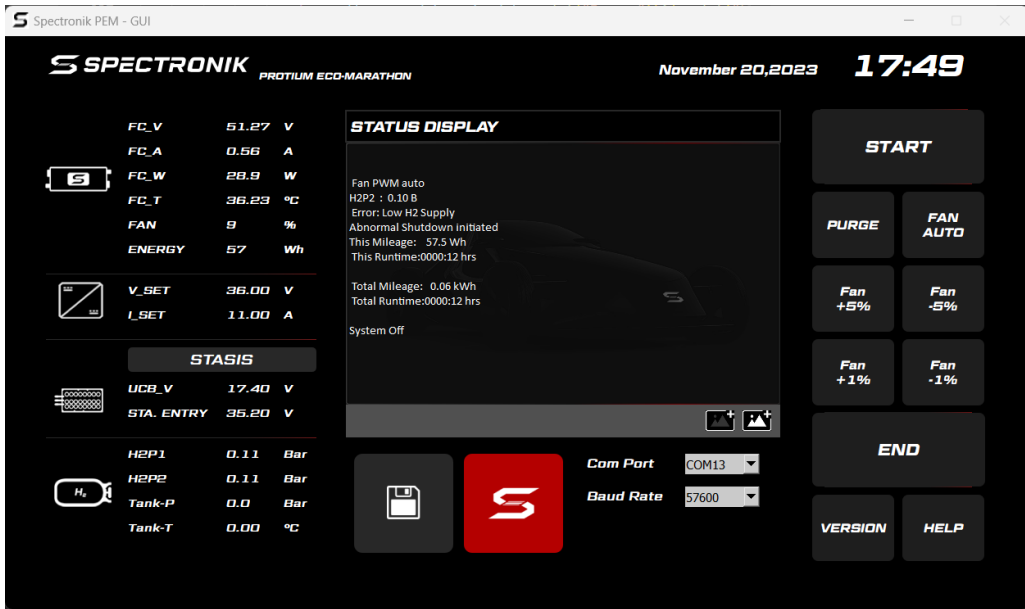 Spectronik PEM - GUI
SPECTRONIK PROTIUM ECO-MARATHON
November 20,2023 17:49
FC_V 51.27 V
FC_A 0.56 A
FC_W 28.9 W
FC_T 36.23 ºC
FAN 9 %
ENERGY 57 Wh
V_SET 36.00 V
I_SET 11.00 A
STASIS
UCB_V 17.40 V
STA. ENTRY 35.20 V
H2P1 0.11 Bar
H2P2 0.11 Bar
Tank-P 0.0 Bar
Tank-T 0.00 ºC
H₂
STATUS DISPLAY
Fan PWM auto
H2P2 : 0.10 B
Error: Low H2 Supply
Abnormal Shutdown initiated
This Mileage: 57.5 Wh
This Runtime:0000:12 hrs
Total Mileage: 0.06 kWh
Total Runtime:0000:12 hrs
System Off
Com Port COM13
Baud Rate 57600
START
PURGE
FAN
AUTO
Fan
+5%
Fan
-5%
Fan
+1%
Fan
-1%
END
VERSION
HELP